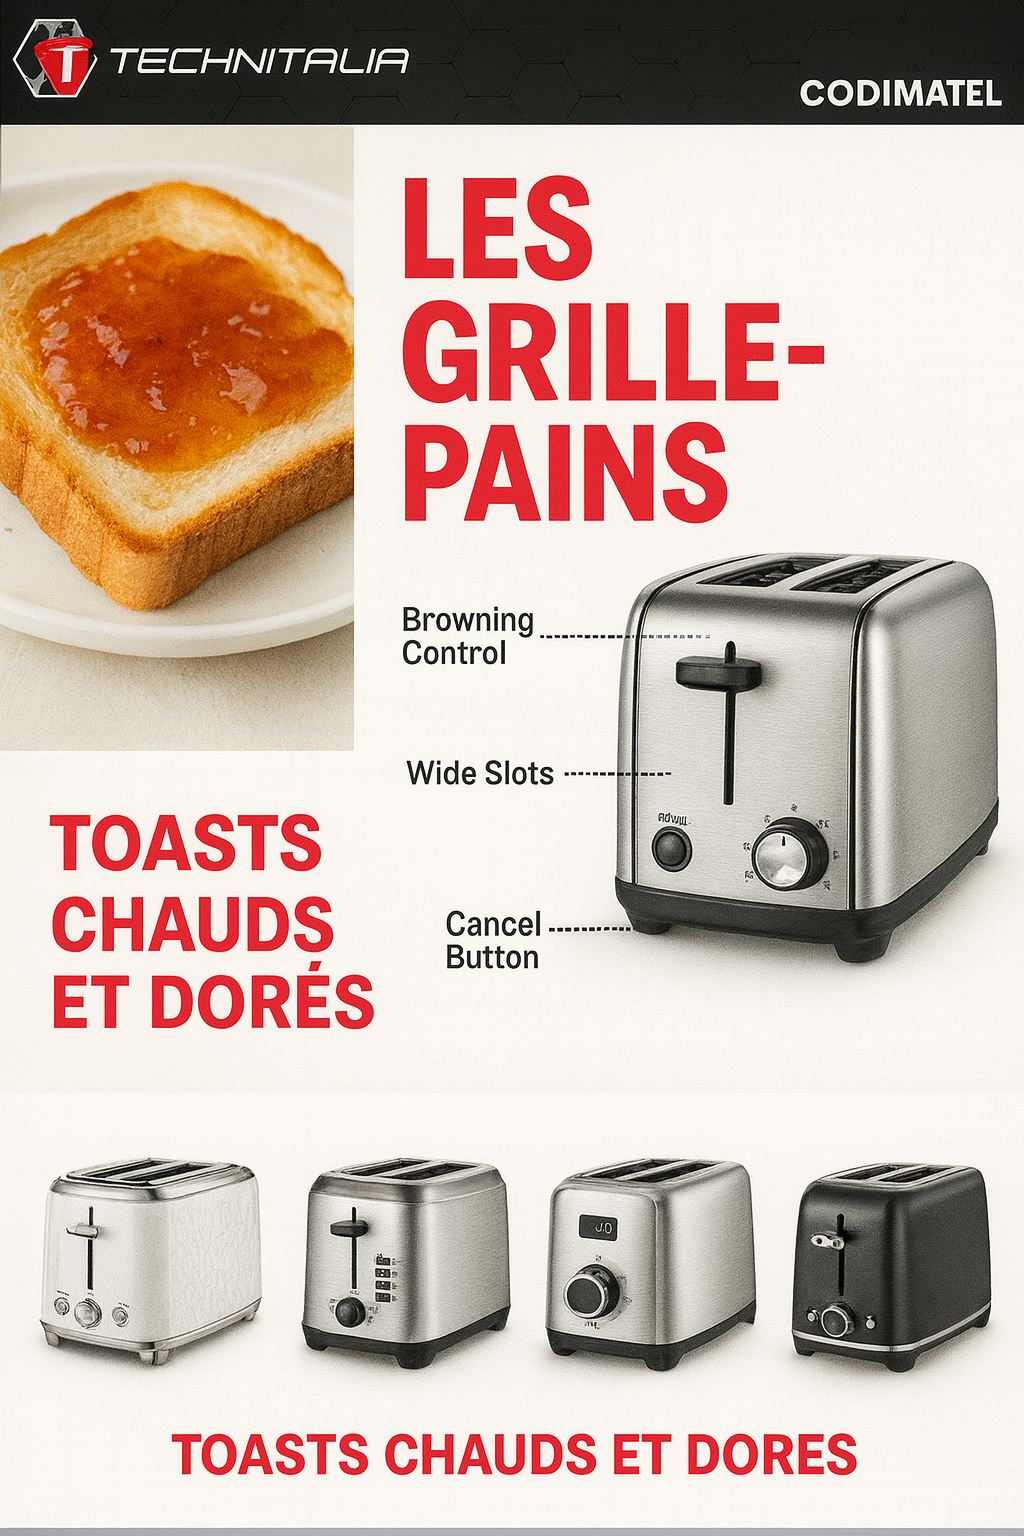 TECHNITALIA
CODIMATEL
LES
GRILLE-
PAINS
Browning
Control
Wide Slots
Cancel
Button
TOASTS
CHAUDS
ET DORÉS
TOASTS CHAUDS ET DORES